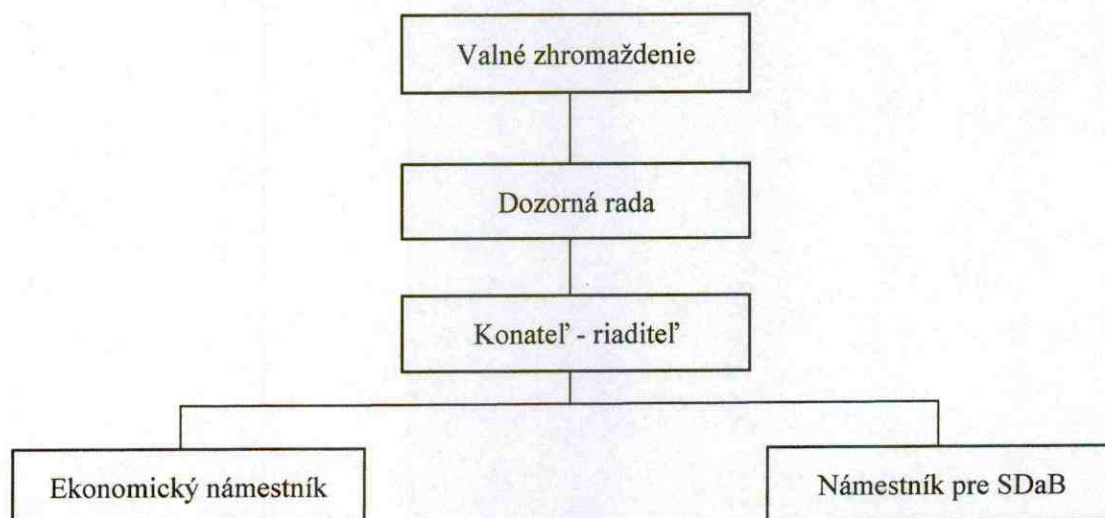 Valné zhromaždenie
Dozorná rada
Konateľ - riaditeľ
Ekonomický námestník
Námestník pre SDaB